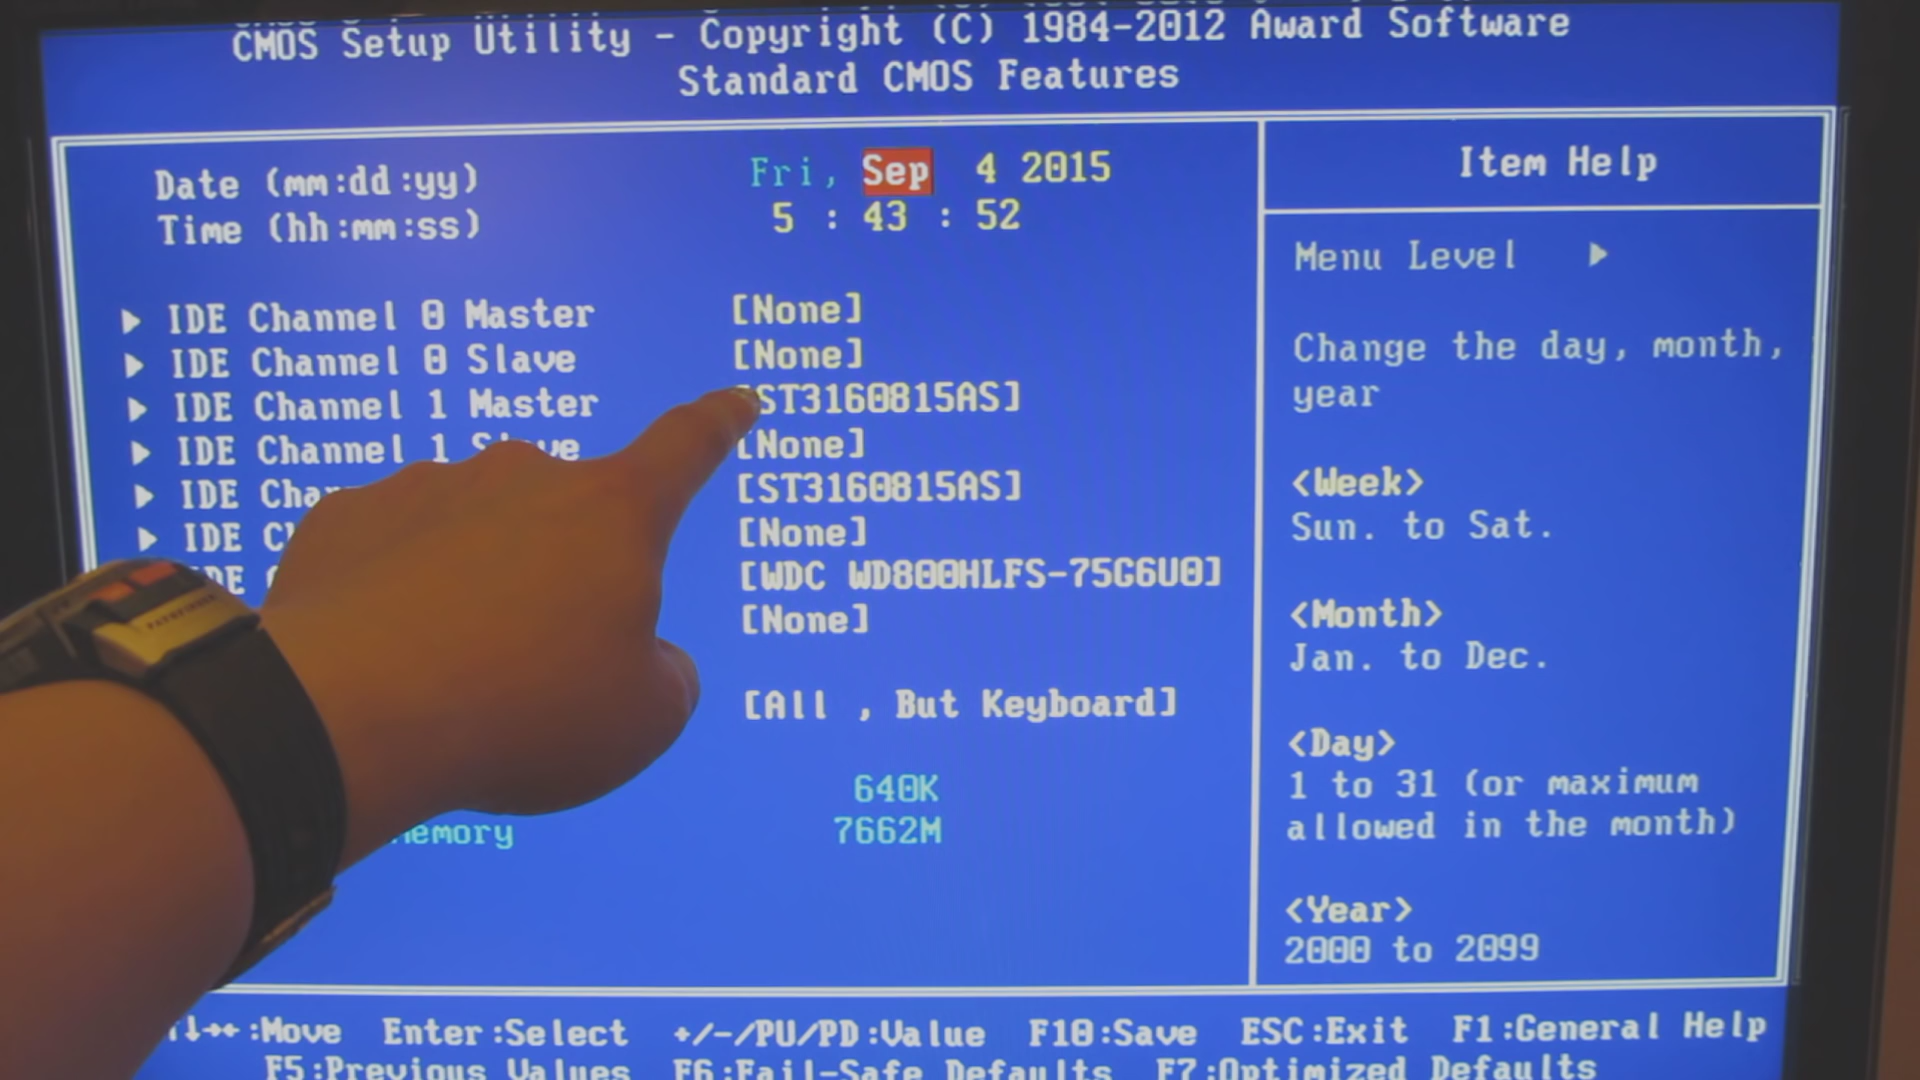 CMOS Setup Utility - Copyright (C) 1984-2012 Award Software
Standard CMOS Features
Date (mm:dd:yy) Fri, Sep 4 2015
Time (hh:mm:ss) 5 : 43 : 52
IDE Channel 0 Master [None]
IDE Channel 0 Slave [None]
IDE Channel 1 Master [ST3160815AS]
IDE Channel 1 Slave [None]
IDE [ST3160815AS]
IDE [None]
[WDC WD800HLFS-75G6U0]
[None]
[All , But Keyboard]
640K
Memory 7662M
Item Help
Menu Level
Change the day, month,
year
<Week>
Sun. to Sat.
<Month>
Jan. to Dec.
<Day>
1 to 31 (or maximum
allowed in the month)
<Year>
2000 to 2099
:Move Enter:Select +/-/PU/PD:Value F10:Save ESC:Exit F1:General Help
F5:Previous Values F6:Fail-Safe Defaults F7:Optimized Defaults